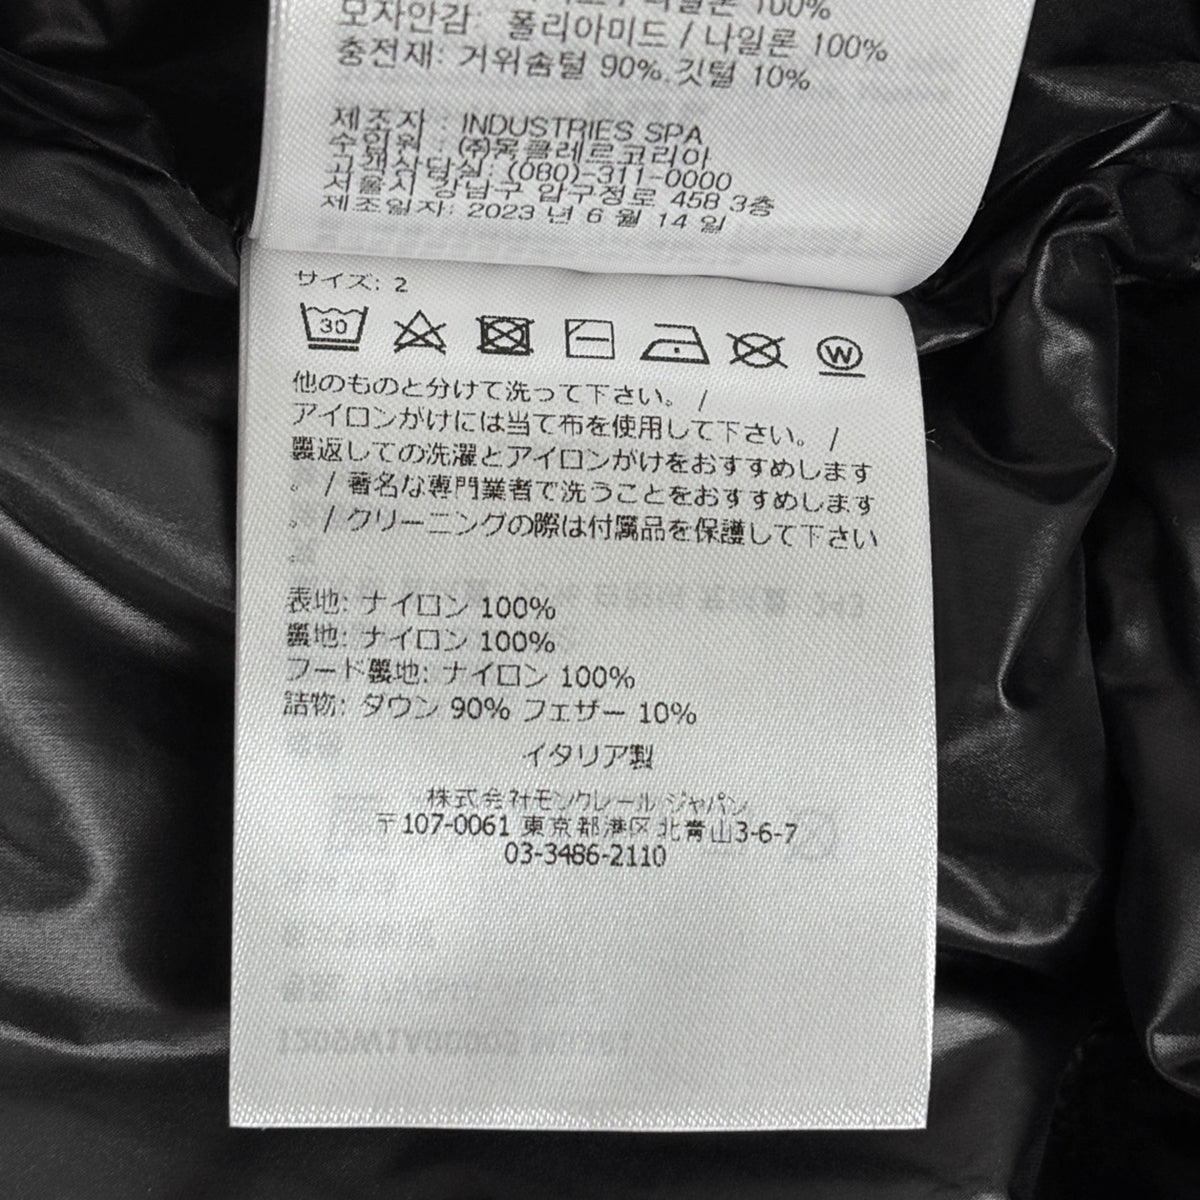 나일론 100%
모자안감: 폴리아미드 / 나일론 100%
충전재: 거위솜털 90%.깃털 10%
제조자 : INDUSTRIES SPA
수입원 : (주)몽클레르코리아
고객상담실: (080)-311-0000
서울시 강남구 압구정로 458 3층
제조일자: 2023 년 6 월 14 일
サイズ: 2
30
W
他のものと分けて洗って下さい。 /
アイロンがけには当て布を使用して下さい。 /
裏返しての洗濯とアイロンがけをおすすめします
。 / 著名な専門業者で洗うことをおすすめします
。 / クリーニングの際は付属品を保護して下さい
。
表地: ナイロン 100%
裏地: ナイロン 100%
フード裏地: ナイロン 100%
詰物: ダウン 90% フェザー 10%
イタリア製
株式会社モンクレール ジャパン
〒107-0061 東京都港区北青山3-6-7
03-3486-2110